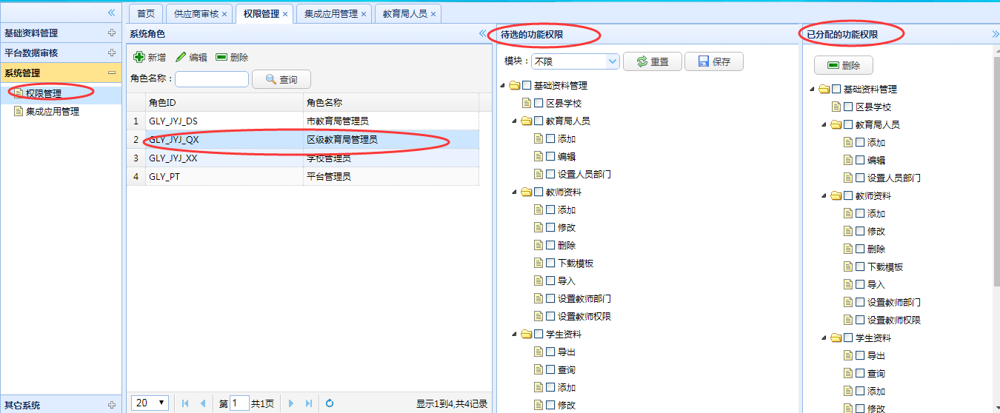 基础资料管理
平台数据审核
系统管理
权限管理
集成应用管理
其它系统
首页
供应商审核
权限管理
集成应用管理
教育局人员
系统角色
新增
编辑
删除
角色名称：
查询
角色ID 角色名称
1 GLY_JYJ_DS 市教育局管理员
2 GLY_JYJ_QX 区级教育局管理员
3 GLY_JYJ_XX 学校管理员
4 GLY_PT 平台管理员
20 第 1 共1页 显示1到4,共4记录
待选的功能权限
模块： 不限 重置 保存
基础资料管理
区县学校
教育局人员
添加
编辑
设置人员部门
教师资料
添加
修改
删除
下载模板
导入
设置教师部门
设置教师权限
学生资料
导出
查询
添加
修改
已分配的功能权限
删除
基础资料管理
区县学校
教育局人员
添加
编辑
设置人员部门
教师资料
添加
修改
删除
下载模板
导入
设置教师部门
设置教师权限
学生资料
导出
查询
添加
修改